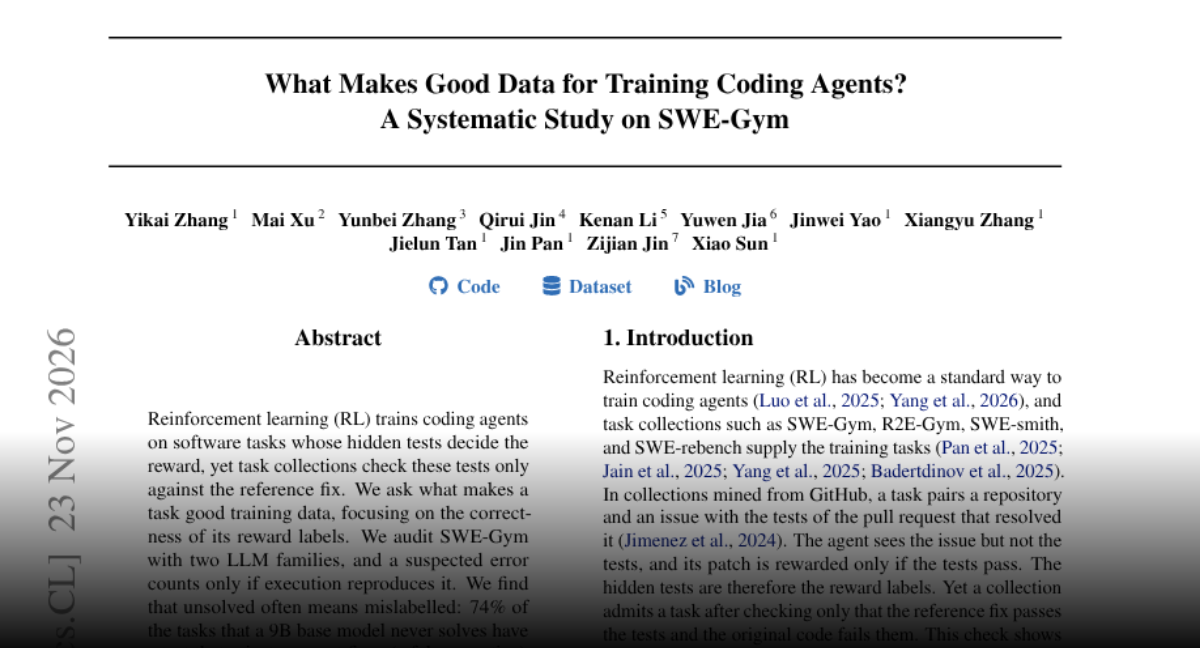 What Makes Good Data for Training Coding Agents?
A Systematic Study on SWE-Gym
Yikai Zhang 1 Mai Xu 2 Yunbei Zhang 3 Qirui Jin 4 Kenan Li 5 Yuwen Jia 6 Jinwei Yao 1 Xiangyu Zhang 1
Jielun Tan 1 Jin Pan 1 Zijian Jin 7 Xiao Sun 1
Code Dataset Blog
s.CL] 23 Nov 2026
Abstract
Reinforcement learning (RL) trains coding agents
on software tasks whose hidden tests decide the
reward, yet task collections check these tests only
against the reference fix. We ask what makes a
task good training data, focusing on the correct-
ness of its reward labels. We audit SWE-Gym
with two LLM families, and a suspected error
counts only if execution reproduces it. We find
that unsolved often means mislabelled: 74% of
the tasks that a 9B base model never solves have
1. Introduction
Reinforcement learning (RL) has become a standard way to
train coding agents (Luo et al., 2025; Yang et al., 2026), and
task collections such as SWE-Gym, R2E-Gym, SWE-smith,
and SWE-rebench supply the training tasks (Pan et al., 2025;
Jain et al., 2025; Yang et al., 2025; Badertdinov et al., 2025).
In collections mined from GitHub, a task pairs a repository
and an issue with the tests of the pull request that resolved
it (Jimenez et al., 2024). The agent sees the issue but not the
tests, and its patch is rewarded only if the tests pass. The
hidden tests are therefore the reward labels. Yet a collection
admits a task after checking only that the reference fix passes
the tests and the original code fails them. This check shows